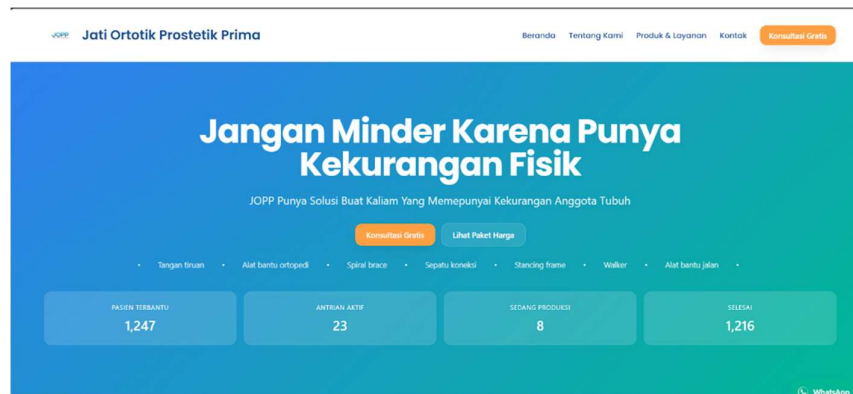 JOPP Jati Ortotik Prostetik Prima
Beranda Tentang Kami Produk & Layanan Kontak Konsultasi Gratis
Jangan Minder Karena Punya
Kekurangan Fisik
JOPP Punya Solusi Buat Kaliam Yang Memepunyai Kekurangan Anggota Tubuh
Konsultasi Gratis Lihat Paket Harga
• Tangan tiruan • Alat bantu ortopedi • Spiral brace • Sepatu koneksi • Stancing frame • Walker • Alat bantu jalan •
PASIEN TERBANTU
1,247
ANTRIAN AKTIF
23
SEDANG PRODUKSI
8
SELESAI
1,216
WhatsApp